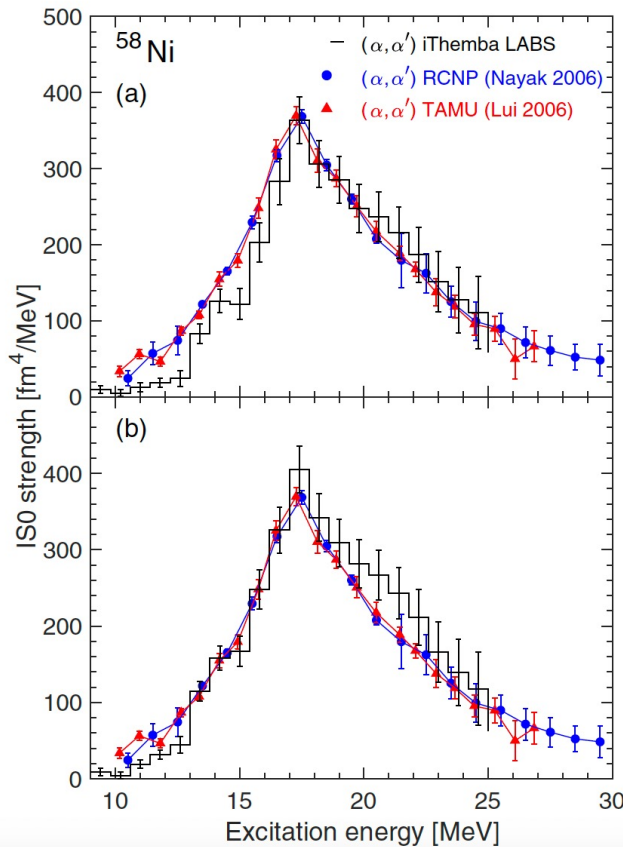 ⁵⁸Ni
(α,α′) iThemba LABS
(a)
(α,α′) RCNP (Nayak 2006)
(α,α′) TAMU (Lui 2006)
500
400
300
200
100
0
(b)
400
300
200
100
0
IS0 strength [fm⁴/MeV]
10 15 20 25 30
Excitation energy [MeV]